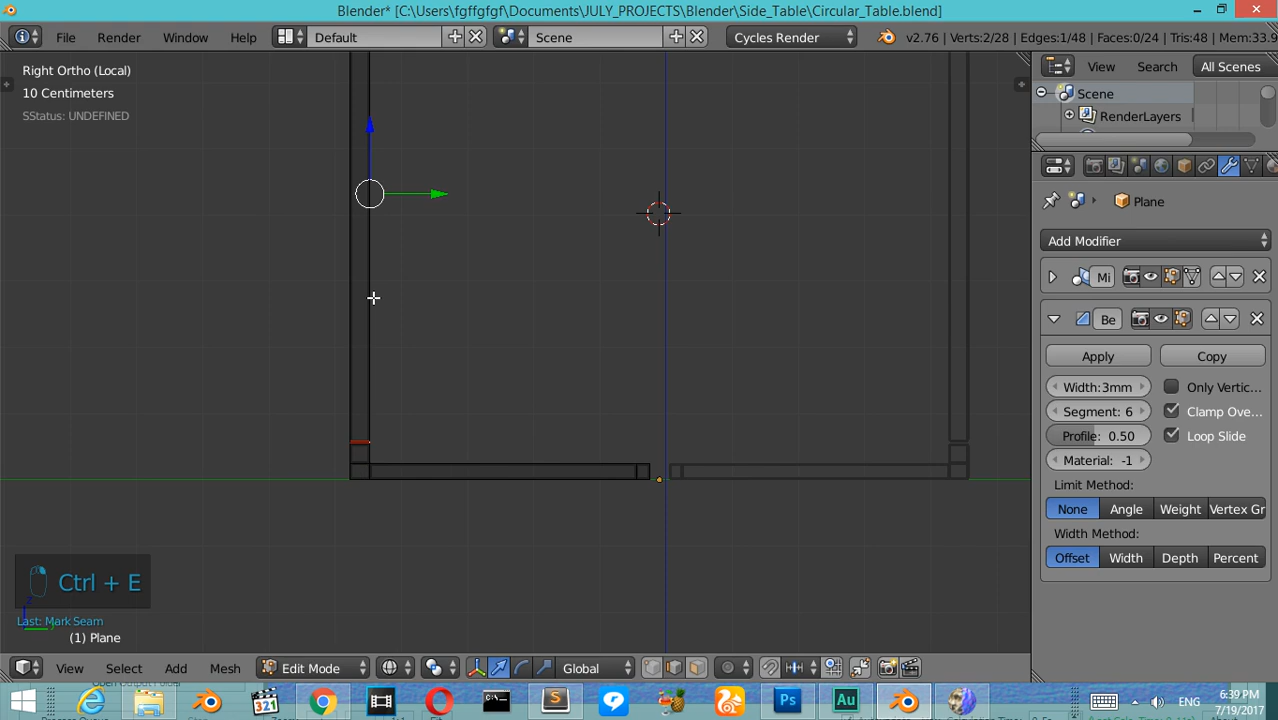 Blender* [C:\Users\fgffgfgf\Documents\JULY_PROJECTS\Blender\Side_Table\Circular_Table.blend]
File Render Window Help Default Scene Cycles Render v2.76 | Verts:2/28 | Edges:1/48 | Faces:0/24 | Tris:48 | Mem:33.9
Right Ortho (Local)
10 Centimeters
SStatus: UNDEFINED
View Search All Scenes
Scene
RenderLayers
Plane
Add Modifier
Mi
Be
Apply Copy
Width:3mm Only Vertic...
Segment: 6 Clamp Ove...
Profile: 0.50 Loop Slide
Material: -1
Limit Method:
None Angle Weight Vertex Gr
Width Method:
Offset Width Depth Percent
Ctrl + E
Last: Mark Seam
(1) Plane
View Select Add Mesh Edit Mode Global
ENG
6:39 PM
7/19/2017